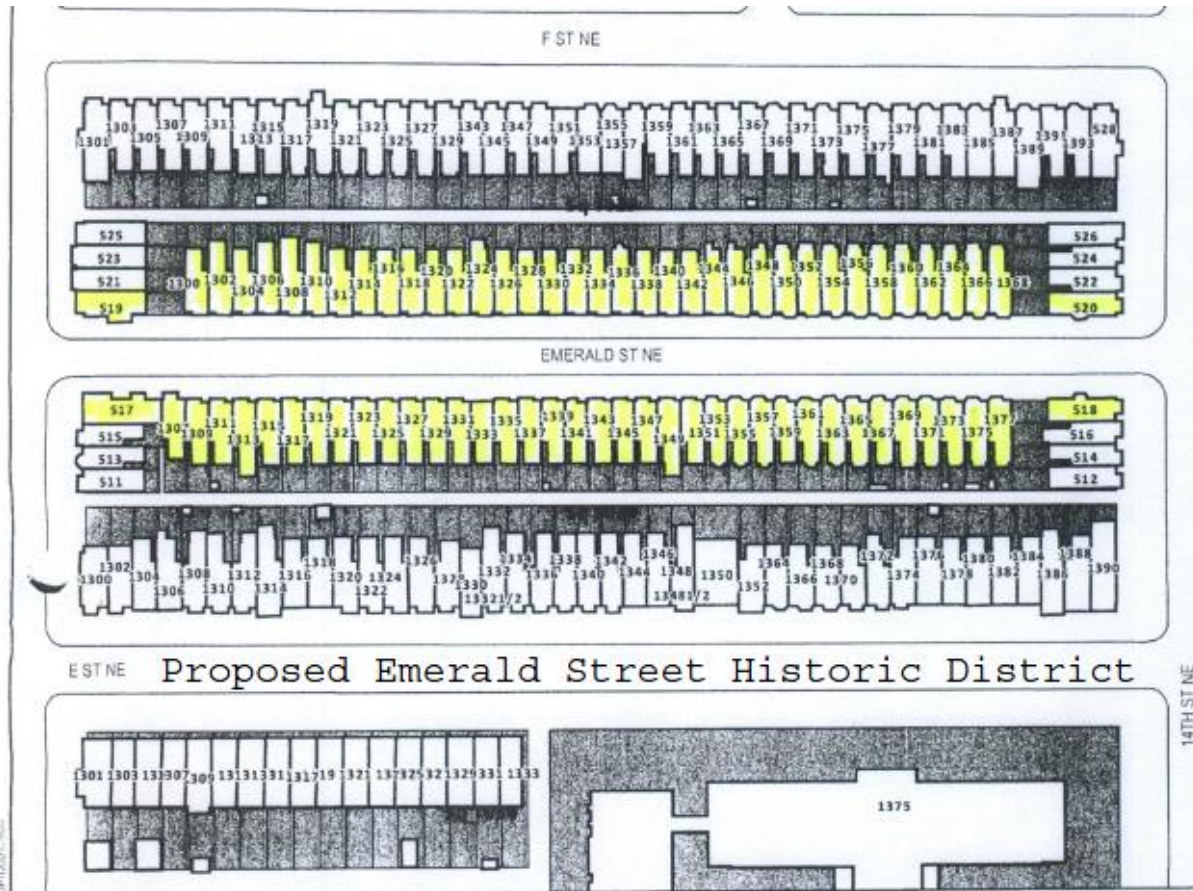 F ST NE
1301 1303 1305 1307 1309 1311 1313 1315 1317 1319 1321 1323 1325 1327 1329 1343 1345 1347 1349 1351 1353 1355 1357 1359 1361 1363 1365 1367 1369 1371 1373 1375 1377 1379 1381 1383 1385 1387 1389 1391 1393 528
525 526
523 524
521 522
519 520
1300 1302 1304 1306 1308 1310 1312 1314 1316 1318 1320 1322 1324 1326 1328 1330 1332 1334 1336 1338 1340 1342 1344 1346 1348 1350 1352 1354 1356 1358 1360 1362 1364 1366 1368
EMERALD ST NE
517 518
515 516
513 514
511 512
1307 1309 1311 1313 1315 1317 1319 1321 1323 1325 1327 1329 1331 1333 1335 1337 1339 1341 1343 1345 1347 1349 1351 1353 1355 1357 1359 1361 1363 1365 1367 1369 1371 1373 1375 1377
1300 1302 1304 1306 1308 1310 1312 1314 1316 1318 1320 1322 1324 1326 1328 1330 1332 1/2 1332 1334 1336 1338 1340 1342 1344 1346 1348 1348 1/2 1350 1352 1364 1366 1368 1370 1372 1374 1376 1378 1380 1382 1384 1386 1388 1390
E ST NE Proposed Emerald Street Historic District
14TH ST NE
1301 1303 1309 1317 1321 1329 1333
1375